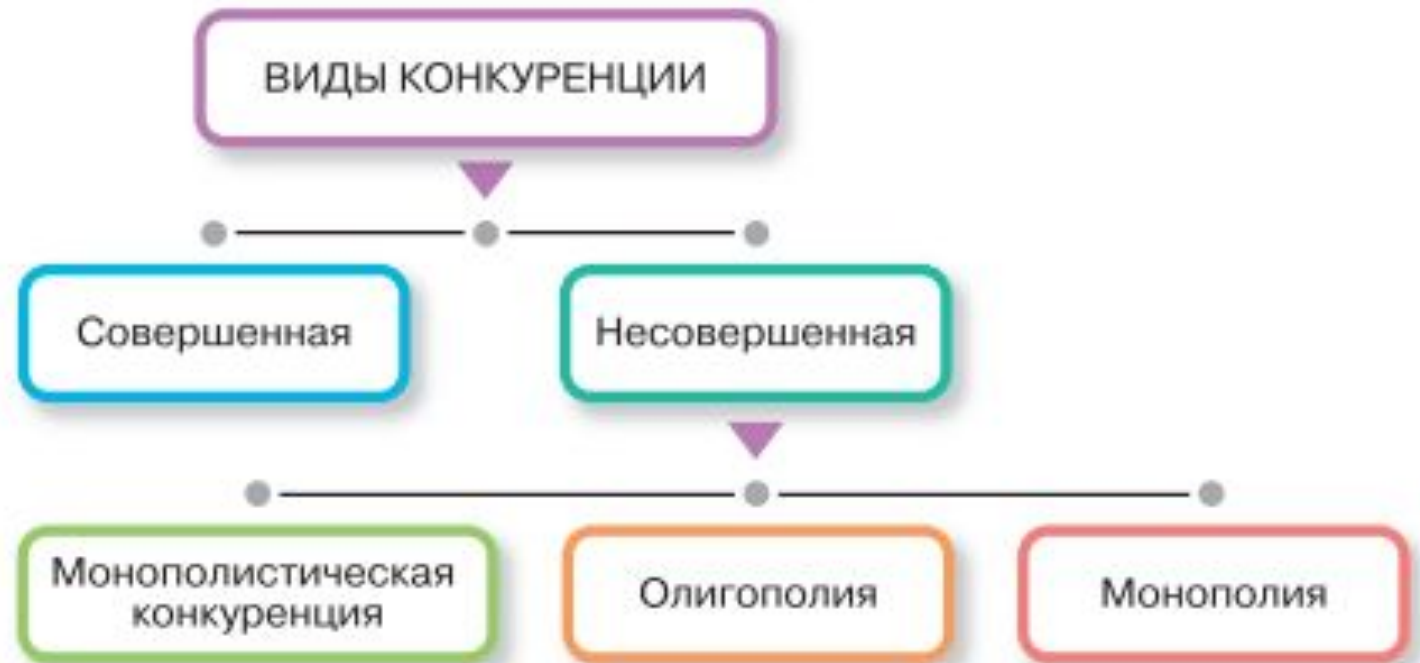 ВИДЫ КОНКУРЕНЦИИ
Совершенная
Несовершенная
Монополистическая
конкуренция
Олигополия
Монополия